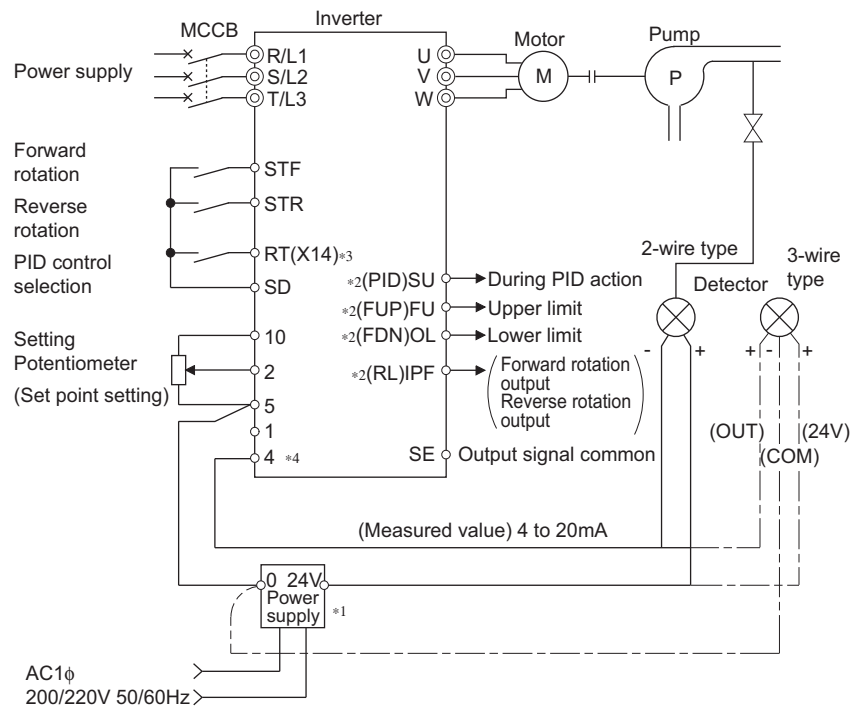 Inverter
MCCB
Motor
Pump
Power supply
R/L1
S/L2
T/L3
U
V
W
M
P
Forward
rotation
STF
Reverse
rotation
STR
PID control
selection
RT(X14)*3
SD
2-wire type
3-wire
type
Detector
*2(PID)SU
During PID action
*2(FUP)FU
Upper limit
*2(FDN)OL
Lower limit
*2(RL)IPF
Forward rotation
output
Reverse rotation
output
- +
+ - +
Setting
Potentiometer
(Set point setting)
10
2
5
1
4 *4
SE
Output signal common
(OUT)
(24V)
(COM)
(Measured value) 4 to 20mA
0 24V
Power
supply
*1
AC1ϕ
200/220V 50/60Hz